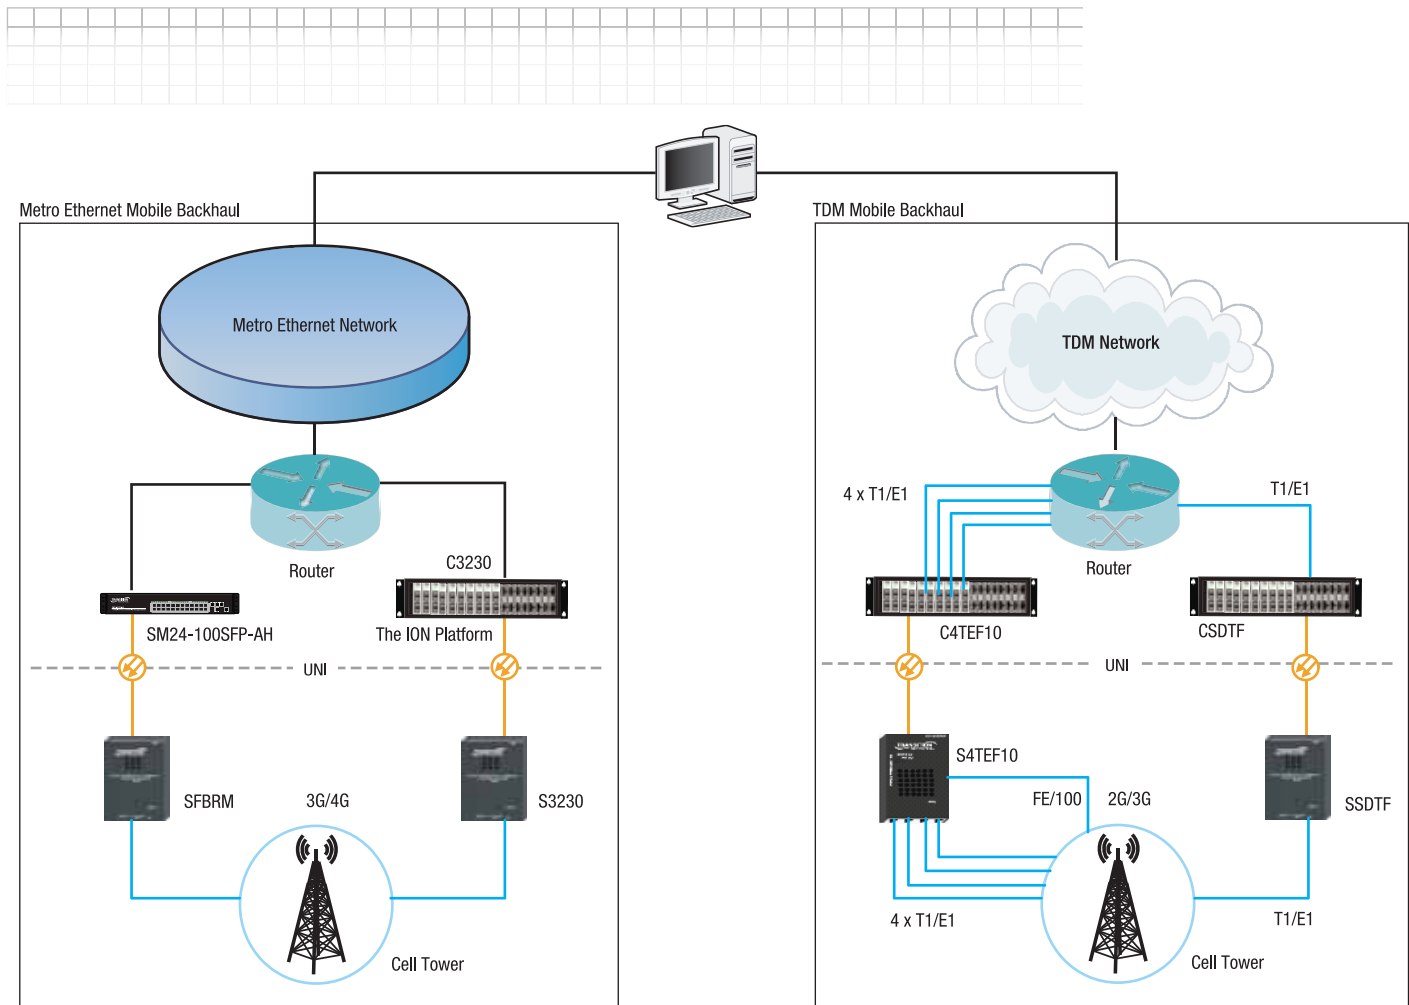 Metro Ethernet Mobile Backhaul
TDM Mobile Backhaul
Metro Ethernet Network
TDM Network
4 x T1/E1
T1/E1
C3230
Router
Router
SM24-100SFP-AH
The ION Platform
C4TEF10
CSDTF
UNI
UNI
S4TEF10
SFBRM
3G/4G
S3230
FE/100
2G/3G
SSDTF
4 x T1/E1
T1/E1
Cell Tower
Cell Tower